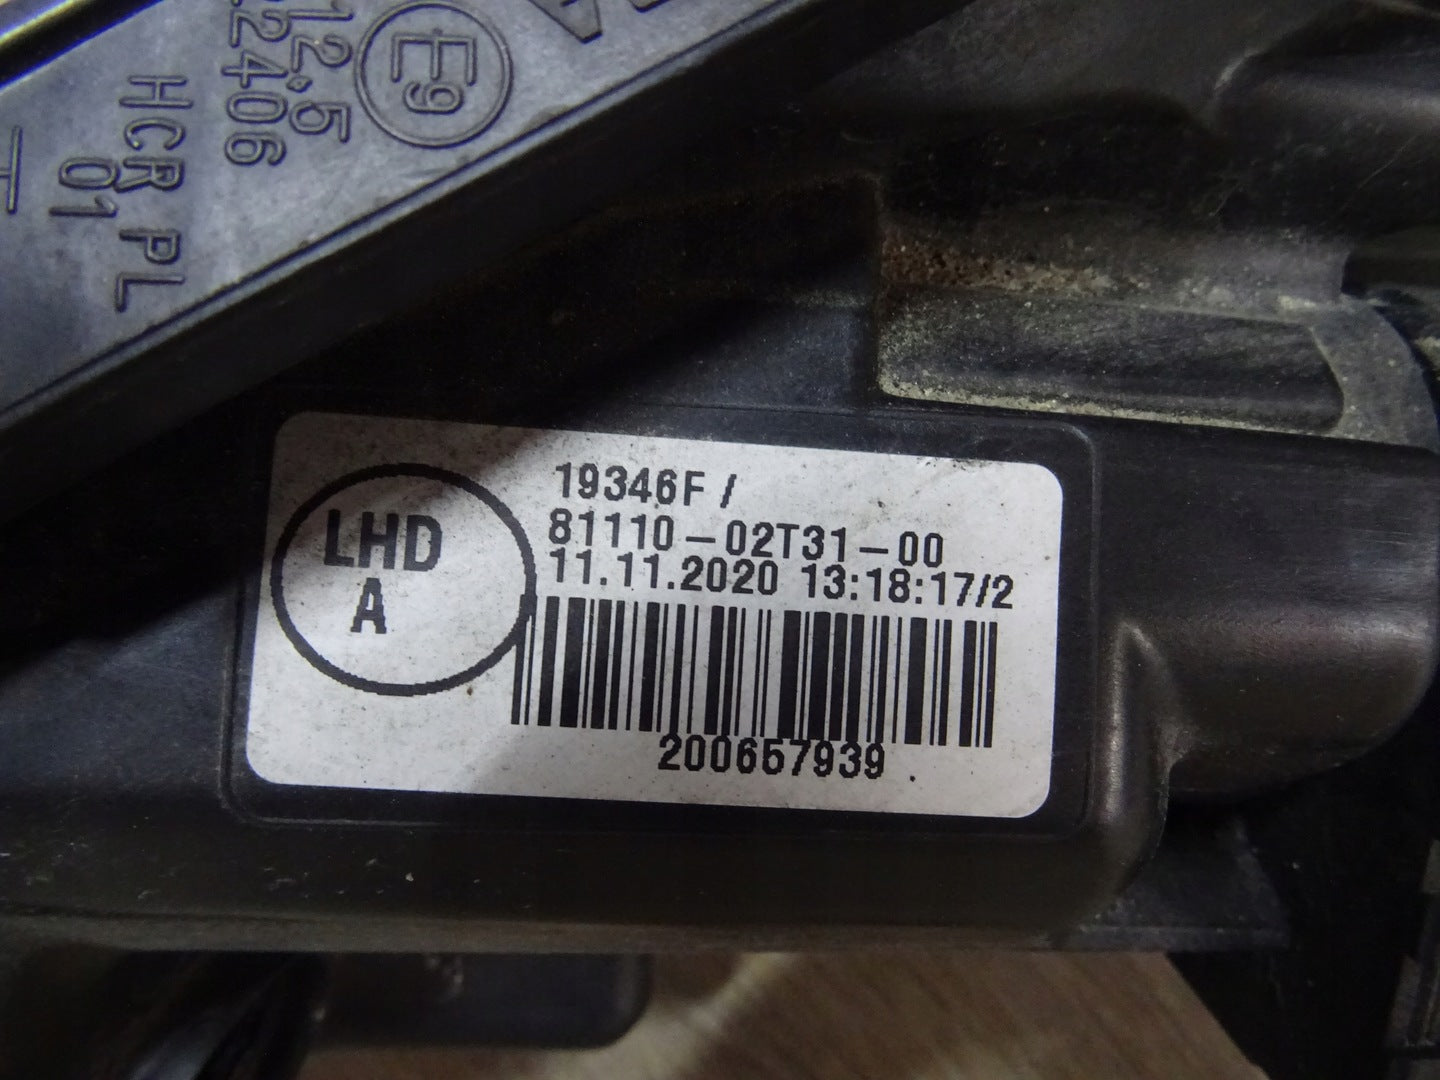 E9
12.5
22406
HCR PL
01
LHD
A
19346F /
81110-02T31-00
11.11.2020 13:18:17/2
200657939